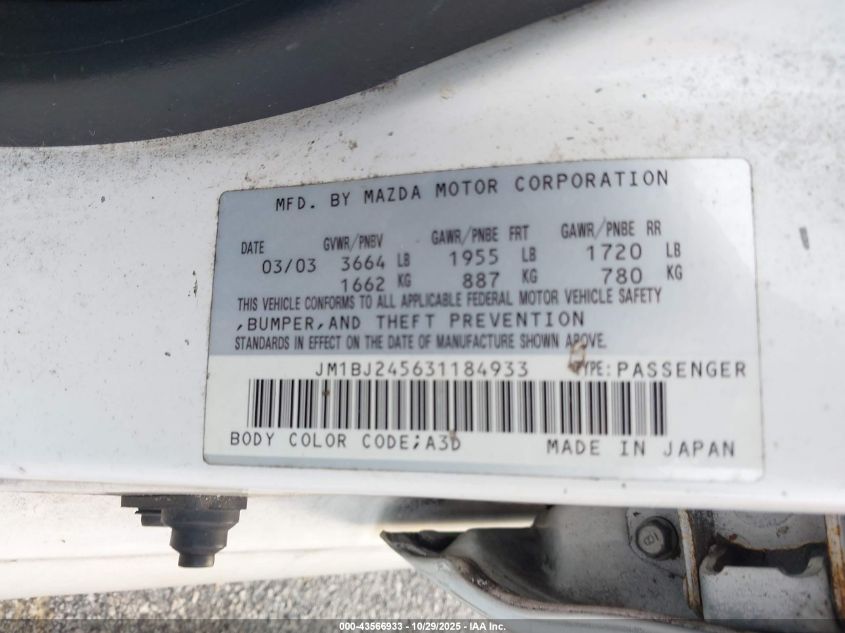 MFD. BY MAZDA MOTOR CORPORATION
DATE GVWR/PNBV GAWR/PNBE FRT GAWR/PNBE RR
03/03 3664 LB 1955 LB 1720 LB
1662 KG 887 KG 780 KG
THIS VEHICLE CONFORMS TO ALL APPLICABLE FEDERAL MOTOR VEHICLE SAFETY
,BUMPER,AND THEFT PREVENTION
STANDARDS IN EFFECT ON THE DATE OF MANUFACTURE SHOWN ABOVE.
JM1BJ245631184933 TYPE:PASSENGER
BODY COLOR CODE;A3D MADE IN JAPAN
000-43566933 / 10/29/2025 - IAA Inc.